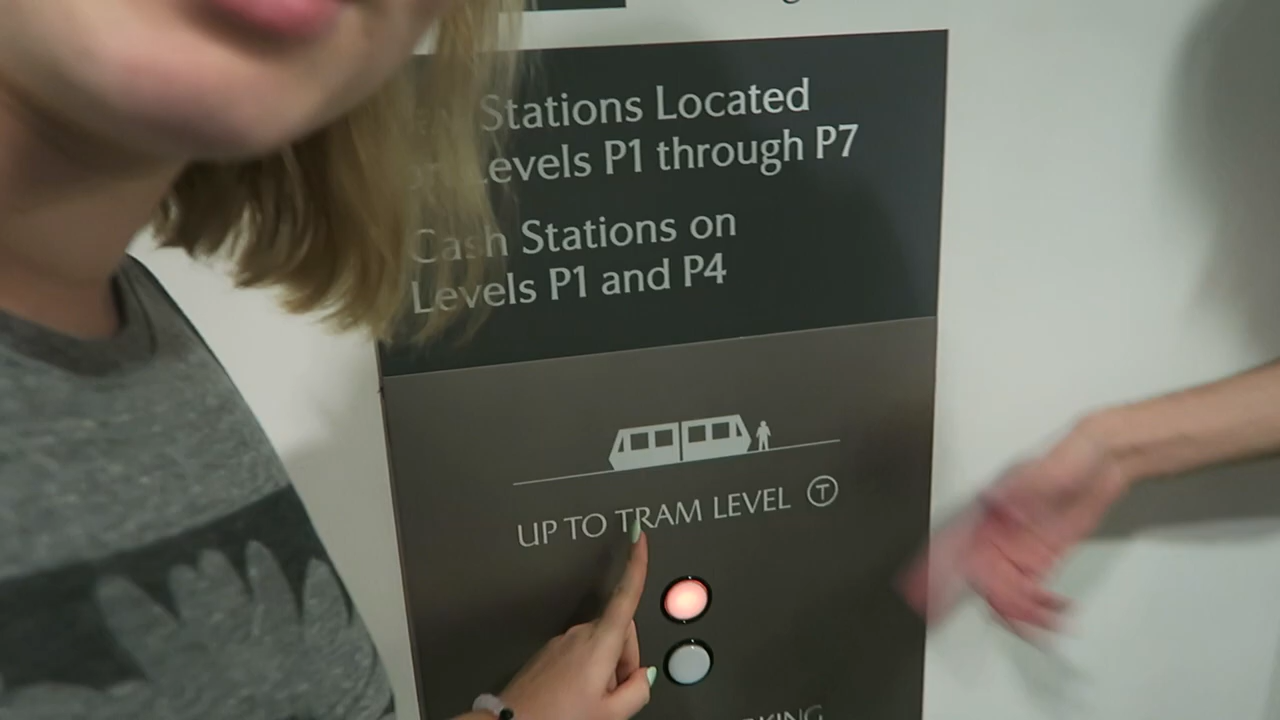 Stations Located
Levels P1 through P7
Cash Stations on
Levels P1 and P4
UP TO TRAM LEVEL T